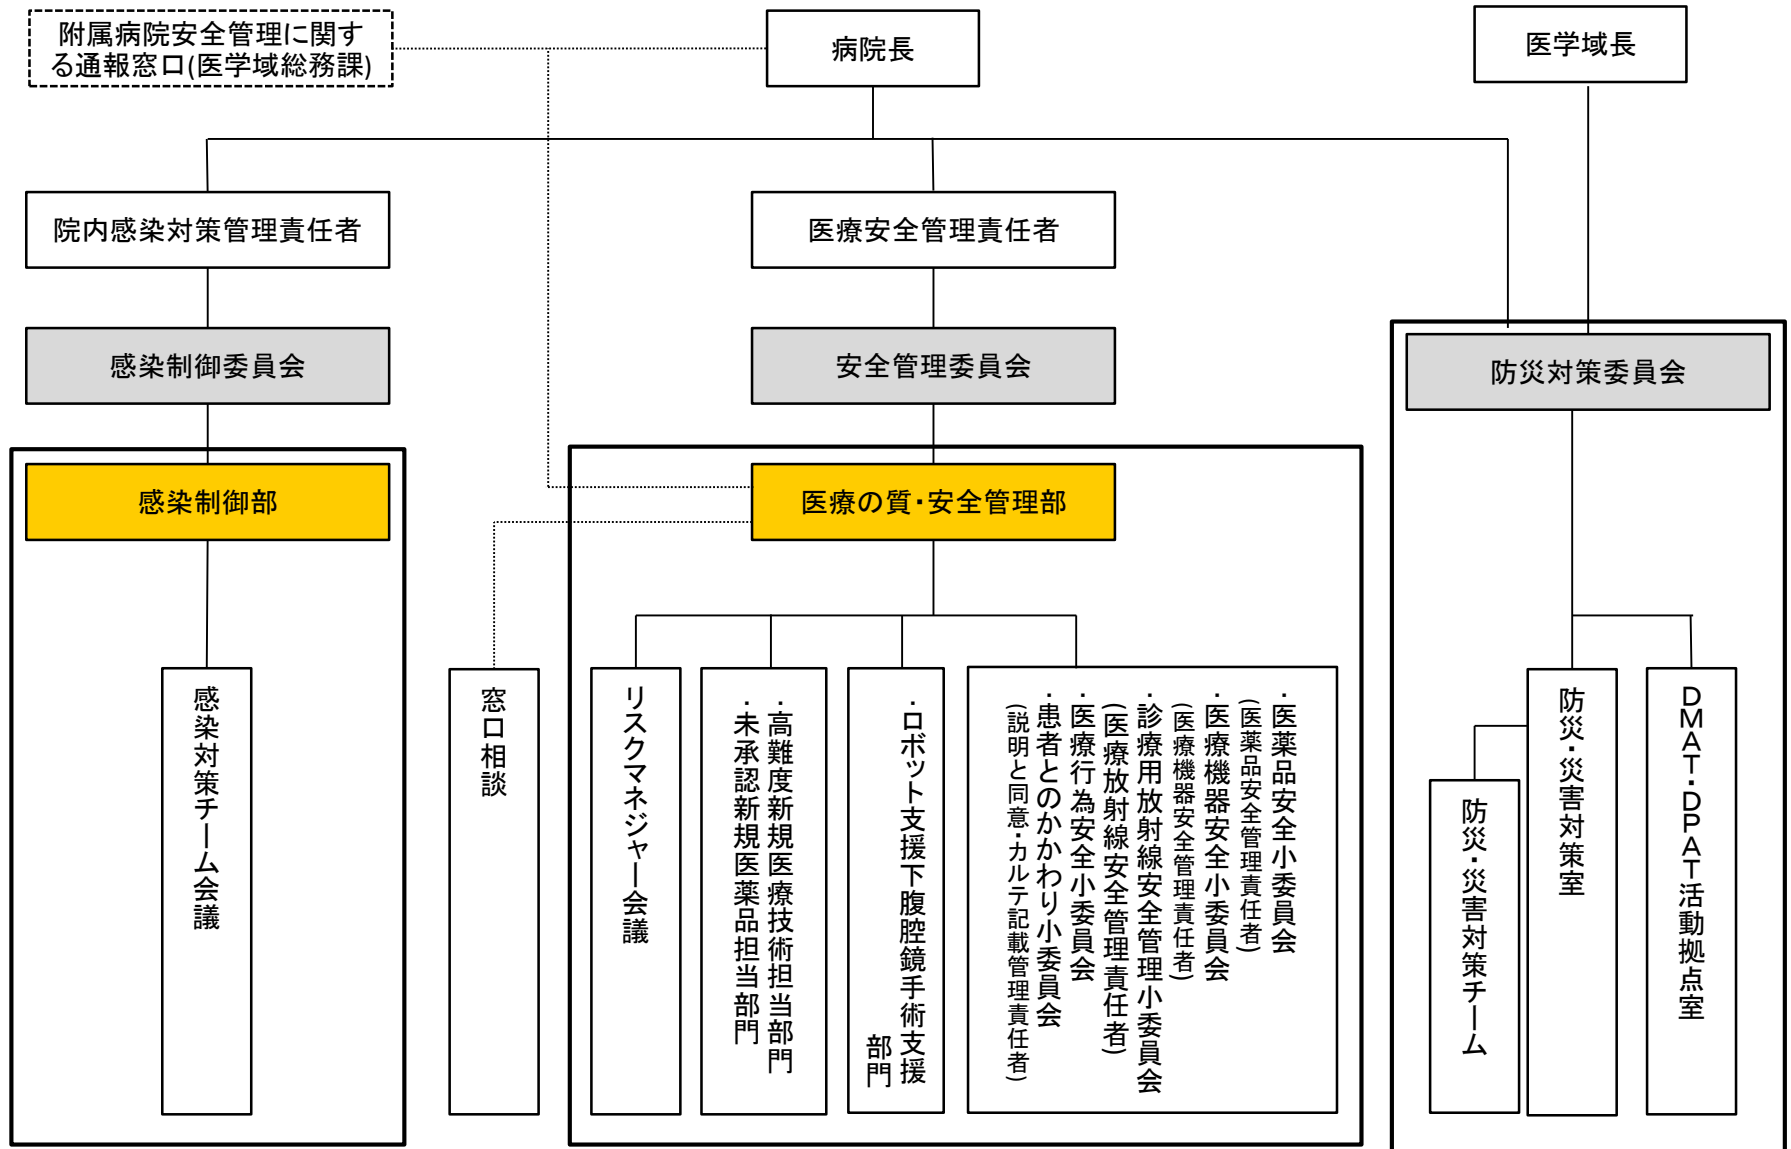 附属病院安全管理に関す
る通報窓口(医学域総務課)
病院長
医学域長
院内感染対策管理責任者
医療安全管理責任者
感染制御委員会
安全管理委員会
防災対策委員会
感染制御部
医療の質・安全管理部
感染対策チーム会議
窓口相談
リスクマネジャー会議
・高難度新規医療技術担当部門
・未承認新規医薬品担当部門
・ロボット支援下腹腔鏡手術支援
部門
・医薬品安全小委員会
(医薬品安全管理責任者)
・医療機器安全小委員会
(医療機器安全管理責任者)
・診療用放射線安全管理小委員会
(医療放射線安全管理責任者)
・医療行為安全小委員会
・患者とのかかわり小委員会
(説明と同意・カルテ記載管理責任者)
防災・災害対策チーム
防災・災害対策室
DMAT・DPAT活動拠点室